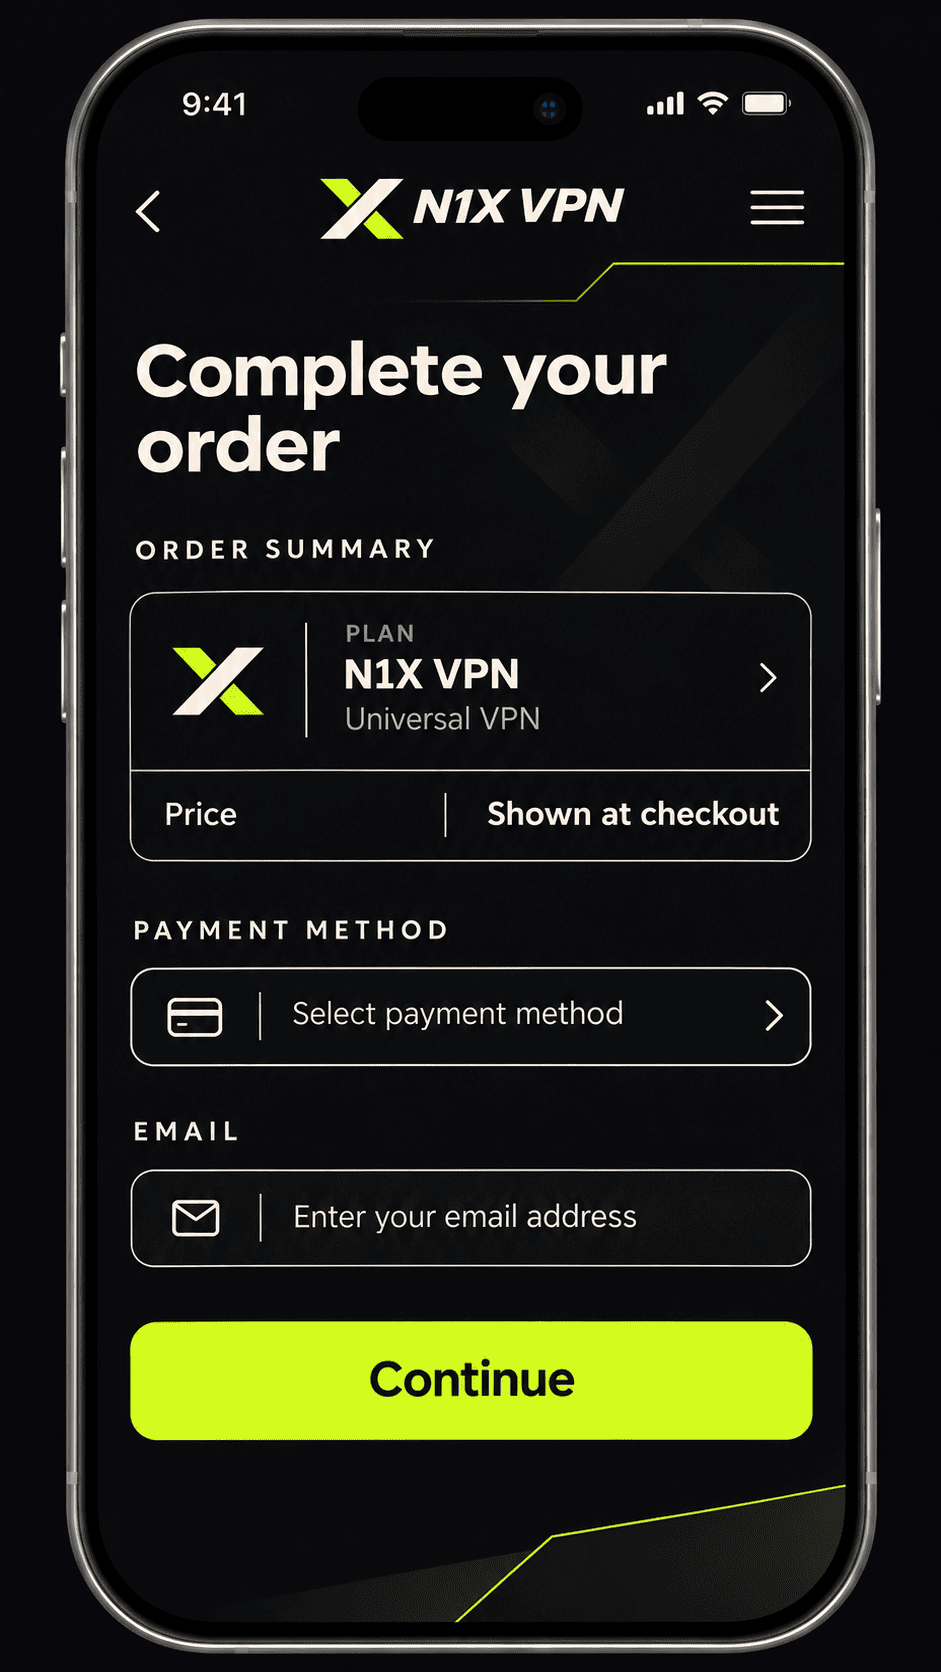 9:41
N1X VPN
Complete your
order
ORDER SUMMARY
PLAN
N1X VPN
Universal VPN
Price
Shown at checkout
PAYMENT METHOD
Select payment method
EMAIL
Enter your email address
Continue